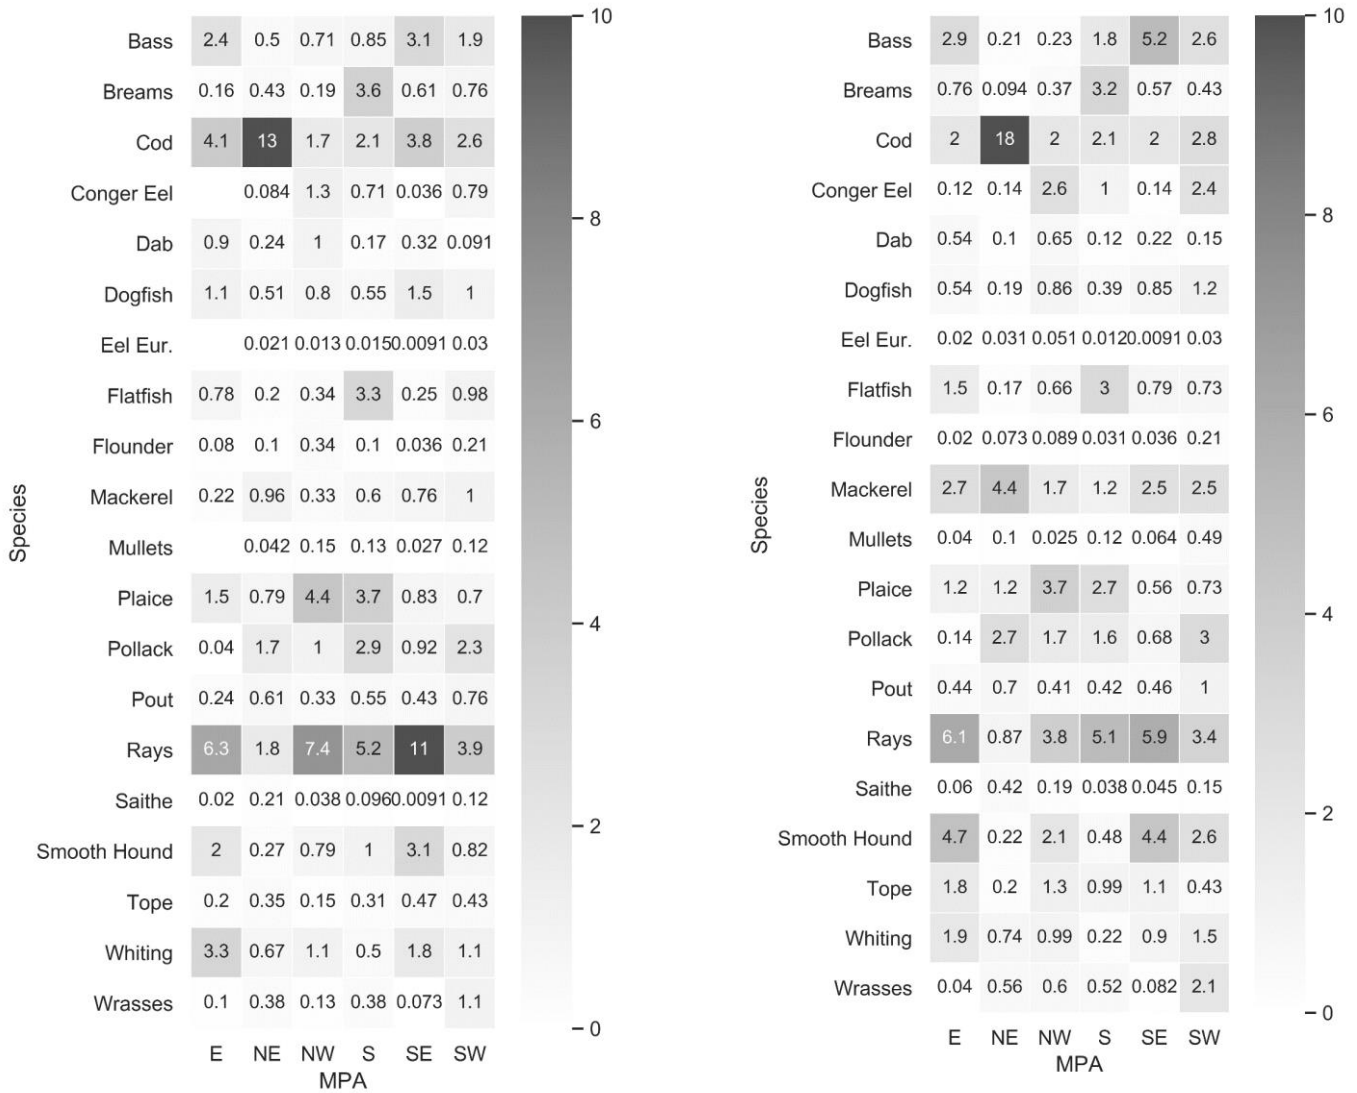 Bass 2.4 0.5 0.71 0.85 3.1 1.9
Breams 0.16 0.43 0.19 3.6 0.61 0.76
Cod 4.1 13 1.7 2.1 3.8 2.6
Conger Eel 0.084 1.3 0.71 0.036 0.79
Dab 0.9 0.24 1 0.17 0.32 0.091
Dogfish 1.1 0.51 0.8 0.55 1.5 1
Eel Eur. 0.021 0.013 0.015 0.0091 0.03
Flatfish 0.78 0.2 0.34 3.3 0.25 0.98
Flounder 0.08 0.1 0.34 0.1 0.036 0.21
Mackerel 0.22 0.96 0.33 0.6 0.76 1
Mullets 0.042 0.15 0.13 0.027 0.12
Plaice 1.5 0.79 4.4 3.7 0.83 0.7
Pollack 0.04 1.7 1 2.9 0.92 2.3
Pout 0.24 0.61 0.33 0.55 0.43 0.76
Rays 6.3 1.8 7.4 5.2 11 3.9
Saithe 0.02 0.21 0.038 0.096 0.0091 0.12
Smooth Hound 2 0.27 0.79 1 3.1 0.82
Tope 0.2 0.35 0.15 0.31 0.47 0.43
Whiting 3.3 0.67 1.1 0.5 1.8 1.1
Wrasses 0.1 0.38 0.13 0.38 0.073 1.1
E NE NW S SE SW
MPA
Species
10
8
6
4
2
0
Bass 2.9 0.21 0.23 1.8 5.2 2.6
Breams 0.76 0.094 0.37 3.2 0.57 0.43
Cod 2 18 2 2.1 2 2.8
Conger Eel 0.12 0.14 2.6 1 0.14 2.4
Dab 0.54 0.1 0.65 0.12 0.22 0.15
Dogfish 0.54 0.19 0.86 0.39 0.85 1.2
Eel Eur. 0.02 0.031 0.051 0.012 0.0091 0.03
Flatfish 1.5 0.17 0.66 3 0.79 0.73
Flounder 0.02 0.073 0.089 0.031 0.036 0.21
Mackerel 2.7 4.4 1.7 1.2 2.5 2.5
Mullets 0.04 0.1 0.025 0.12 0.064 0.49
Plaice 1.2 1.2 3.7 2.7 0.56 0.73
Pollack 0.14 2.7 1.7 1.6 0.68 3
Pout 0.44 0.7 0.41 0.42 0.46 1
Rays 6.1 0.87 3.8 5.1 5.9 3.4
Saithe 0.06 0.42 0.19 0.038 0.045 0.15
Smooth Hound 4.7 0.22 2.1 0.48 4.4 2.6
Tope 1.8 0.2 1.3 0.99 1.1 0.43
Whiting 1.9 0.74 0.99 0.22 0.9 1.5
Wrasses 0.04 0.56 0.6 0.52 0.082 2.1
E NE NW S SE SW
MPA
Species
10
8
6
4
2
0